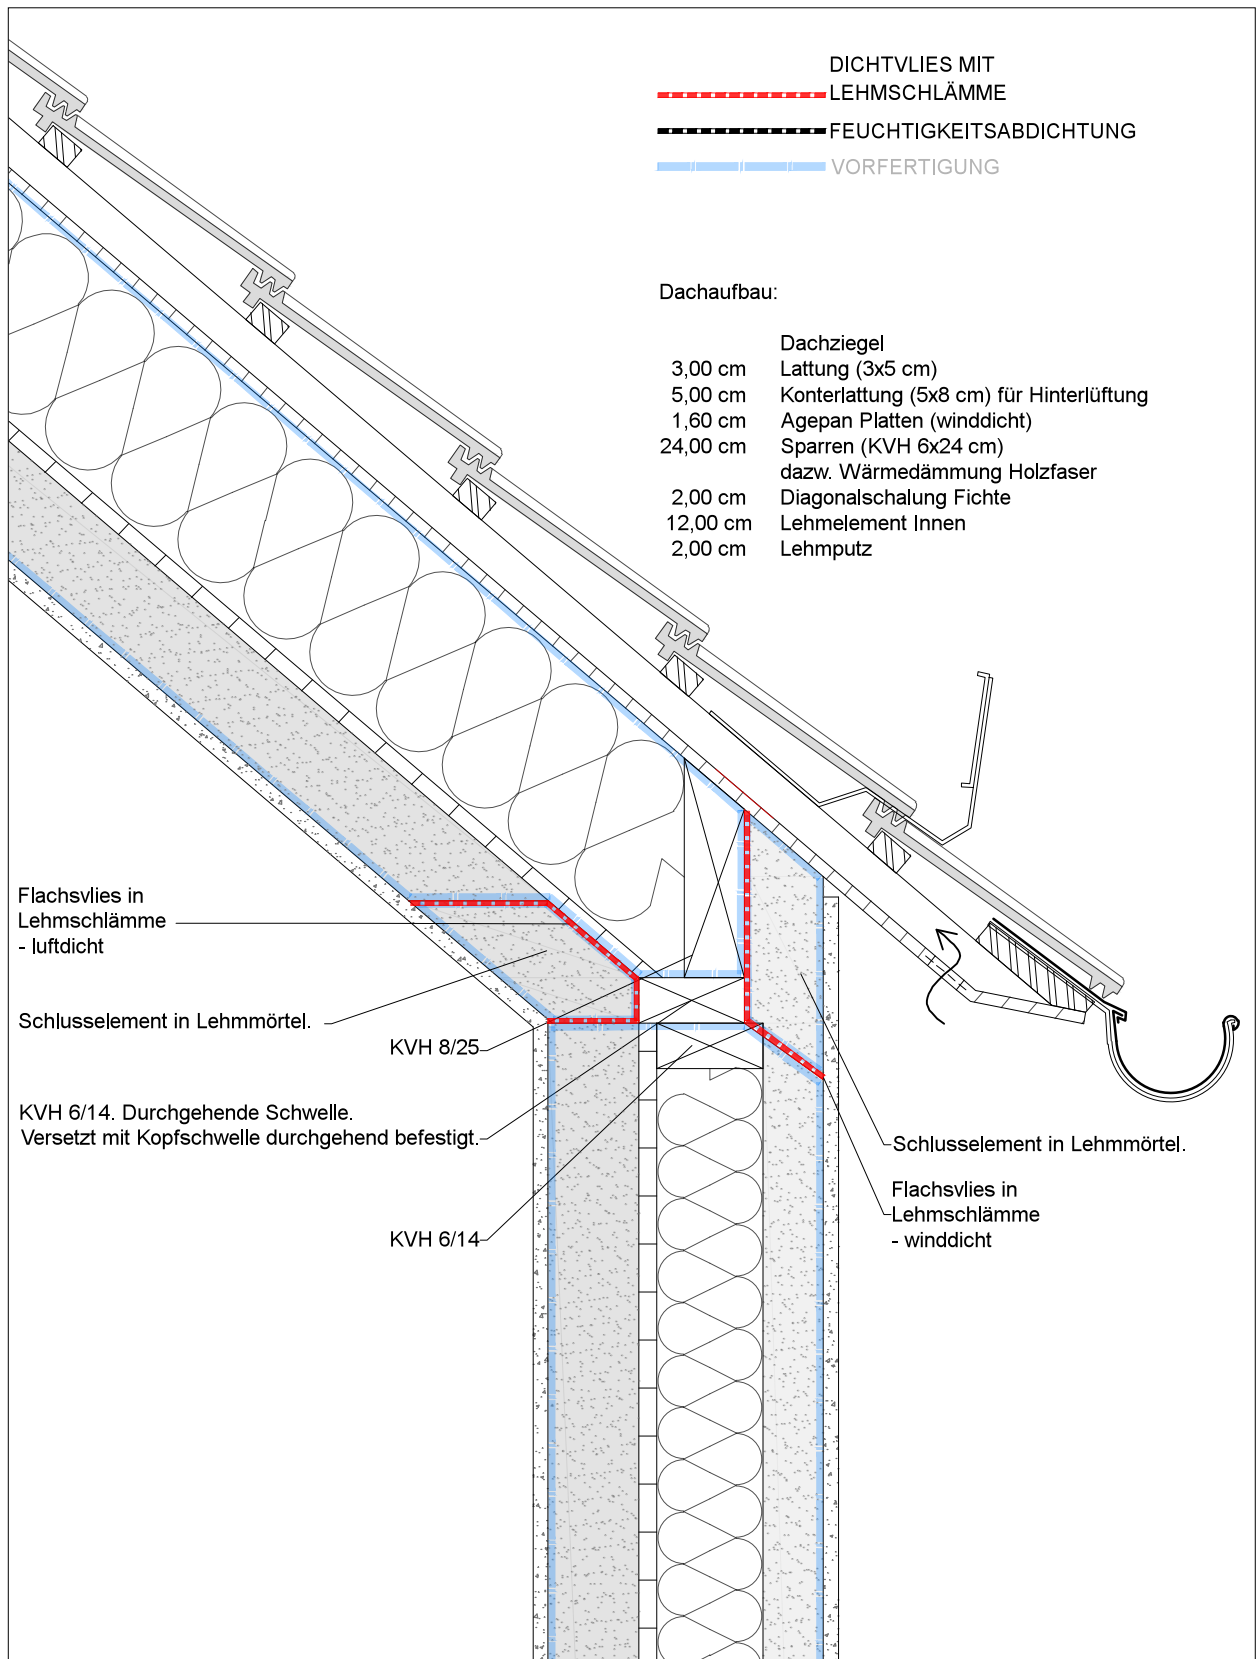 DICHTVLIES MIT
LEHMSCHLÄMME
FEUCHTIGKEITSABDICHTUNG
VORFERTIGUNG
Dachaufbau:
Dachziegel
3,00 cm Lattung (3x5 cm)
5,00 cm Konterlattung (5x8 cm) für Hinterlüftung
1,60 cm Agepan Platten (winddicht)
24,00 cm Sparren (KVH 6x24 cm)
dazw. Wärmedämmung Holzfaser
2,00 cm Diagonalschalung Fichte
12,00 cm Lehmelement Innen
2,00 cm Lehmputz
Flachsvlies in
Lehmschlämme
- luftdicht
Schlusselement in Lehmmörtel.
KVH 8/25
KVH 6/14. Durchgehende Schwelle.
Versetzt mit Kopfschwelle durchgehend befestigt.
KVH 6/14
Schlusselement in Lehmmörtel.
Flachsvlies in
Lehmschlämme
- winddicht